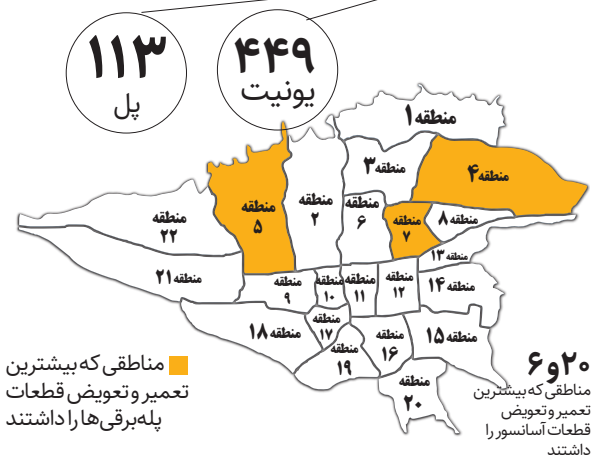 ۱۱۳
پل
۴۴۹
یونیت
منطقه ۱
منطقه ۳
منطقه ۴
منطقه
۵
منطقه
۲
منطقه
۶
منطقه
۷
منطقه ۸
منطقه
۲۲
منطقه ۱۳
منطقه ۲۱
منطقه
۹
منطقه
۱۰
منطقه
۱۱
منطقه
۱۲
منطقه ۱۴
منطقه ۱۸
منطقه
۱۷
منطقه
۱۹
منطقه
۱۶
منطقه ۱۵
منطقه
۲۰
مناطقی که بیشترین
تعمیر و تعویض قطعات
پله‌برقی‌ها را داشتند
۲۰ و ۶
مناطقی که بیشترین
تعمیر و تعویض
قطعات آسانسور را
داشتند